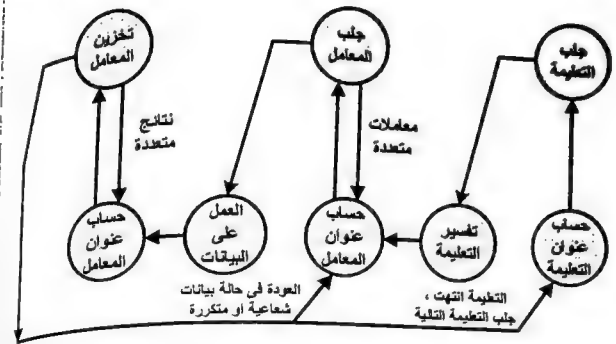 جلب
التعليمة
جلب
المعامل
تخزين
المعامل
معاملات
متعددة
نتائج
متعددة
حساب
عنوان
التعليمة
تفسير
التعليمة
حساب
عنوان
المعامل
العمل
على
البيانات
حساب
عنوان
المعامل
التعليمة انتهت ،
جلب التعليمة التالية
العودة في حالة بيانات
شعاعية او متكررة